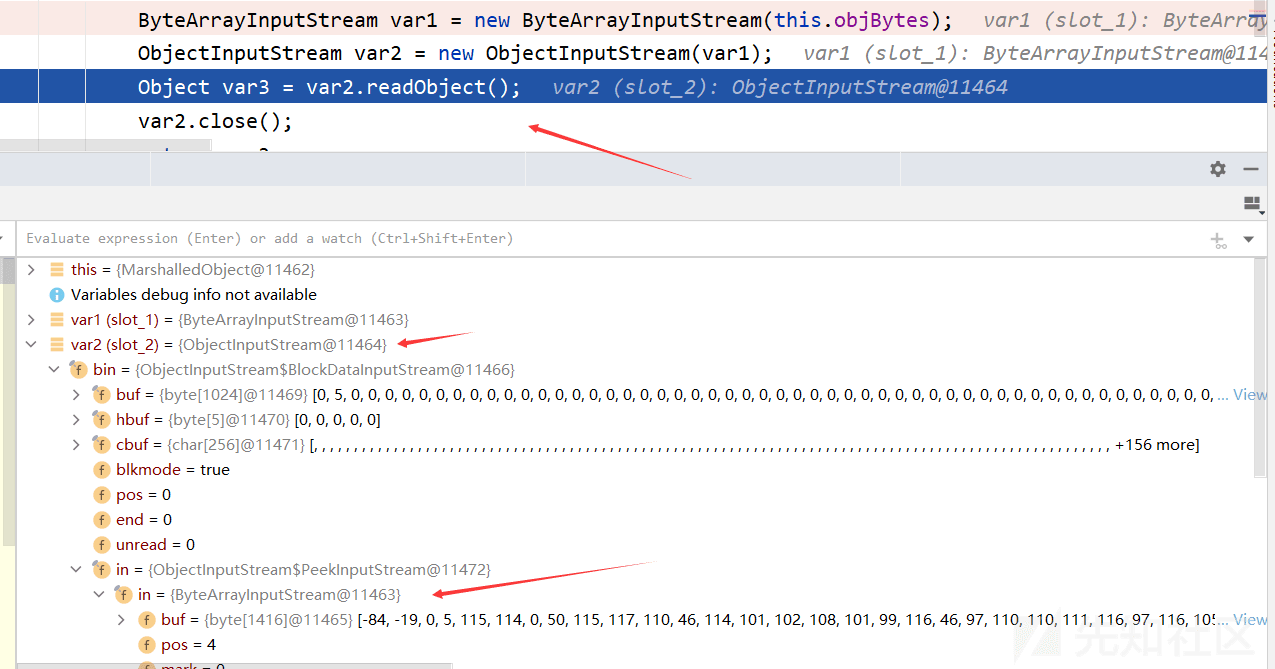 ByteArrayInputStream var1 = new ByteArrayInputStream(this.objBytes);   var1 (slot_1): ByteArray
ObjectInputStream var2 = new ObjectInputStream(var1);   var1 (slot_1): ByteArrayInputStream@114
Object var3 = var2.readObject();   var2 (slot_2): ObjectInputStream@11464
var2.close();
Evaluate expression (Enter) or add a watch (Ctrl+Shift+Enter)
this = {MarshalledObject@11462}
Variables debug info not available
var1 (slot_1) = {ByteArrayInputStream@11463}
var2 (slot_2) = {ObjectInputStream@11464}
bin = {ObjectInputStream$BlockDataInputStream@11466}
buf = {byte[1024]@11469} [0, 5, 0, 0, 0, 0, 0, 0, 0, 0, 0, 0, 0, 0, 0, 0, 0, 0, 0, 0, 0, 0, 0, 0, 0, 0, 0, 0, 0, 0, 0, 0, 0, 0, 0, 0, 0, 0, 0, 0, 0, 0, 0, 0, 0, 0, 0, 0, 0, 0, 0, 0, 0,... View
hbuf = {byte[5]@11470} [0, 0, 0, 0, 0]
cbuf = {char[256]@11471} [, , , , , , , , , , , , , , , , , , , , , , , , , , , , , , , , , , , , , , , , , , , , , , , , , , , , , , , , , , , , , , , , , , , , , , , , , , , , , , , , , , , , , , , , , , , , , , , , , , , , +156 more]
blkmode = true
pos = 0
end = 0
unread = 0
in = {ObjectInputStream$PeekInputStream@11472}
in = {ByteArrayInputStream@11463}
buf = {byte[1416]@11465} [-84, -19, 0, 5, 115, 114, 0, 50, 115, 117, 110, 46, 114, 101, 102, 108, 101, 99, 116, 46, 97, 110, 110, 111, 116, 97, 116, 105,... View
pos = 4
mark = 0
先知社区